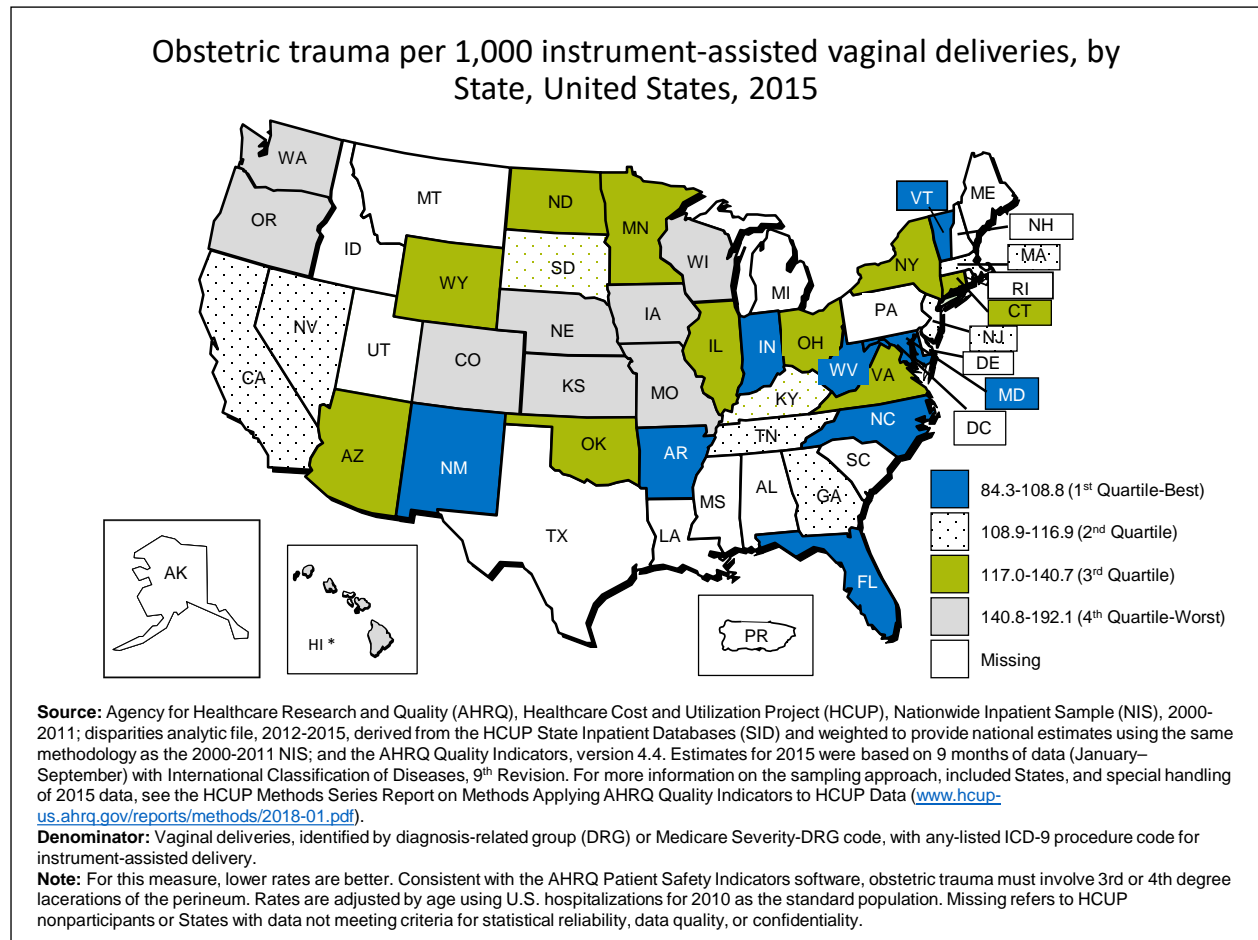 Obstetric trauma per 1,000 instrument-assisted vaginal deliveries, by
State, United States, 2015
WA
MT
ND
MN
VT
ME
OR
ID
NH
WI
NY
MA
SD
WY
MI
RI
CT
PA
IA
NE
NJ
NV
UT
IL
IN
OH
DE
CO
WV
VA
MD
CA
KS
MO
KY
DC
TN
NC
OK
AZ
NM
AR
SC
MS
AL
GA
TX
LA
FL
AK
HI *
PR
84.3-108.8 (1st Quartile-Best)
108.9-116.9 (2nd Quartile)
117.0-140.7 (3rd Quartile)
140.8-192.1 (4th Quartile-Worst)
Missing
Source: Agency for Healthcare Research and Quality (AHRQ), Healthcare Cost and Utilization Project (HCUP), Nationwide Inpatient Sample (NIS), 2000-
2011; disparities analytic file, 2012-2015, derived from the HCUP State Inpatient Databases (SID) and weighted to provide national estimates using the same
methodology as the 2000-2011 NIS; and the AHRQ Quality Indicators, version 4.4. Estimates for 2015 were based on 9 months of data (January–
September) with International Classification of Diseases, 9th Revision. For more information on the sampling approach, included States, and special handling
of 2015 data, see the HCUP Methods Series Report on Methods Applying AHRQ Quality Indicators to HCUP Data (www.hcup-
us.ahrq.gov/reports/methods/2018-01.pdf).
Denominator: Vaginal deliveries, identified by diagnosis-related group (DRG) or Medicare Severity-DRG code, with any-listed ICD-9 procedure code for
instrument-assisted delivery.
Note: For this measure, lower rates are better. Consistent with the AHRQ Patient Safety Indicators software, obstetric trauma must involve 3rd or 4th degree
lacerations of the perineum. Rates are adjusted by age using U.S. hospitalizations for 2010 as the standard population. Missing refers to HCUP
nonparticipants or States with data not meeting criteria for statistical reliability, data quality, or confidentiality.